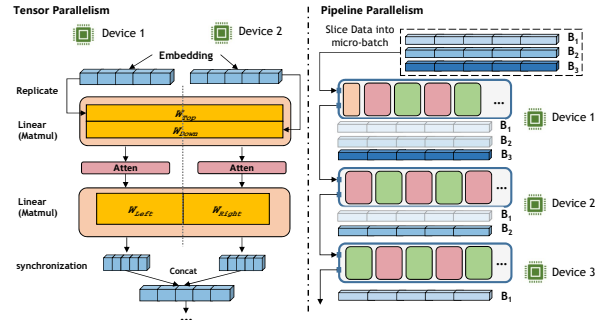 Tensor Parallelism
Device 1
Device 2
Embedding
Replicate
Linear
(Matmul)
W_Top
W_Down
Atten
Atten
Linear
(Matmul)
W_Left
W_Right
synchronization
Concat
...
Pipeline Parallelism
Slice Data into
micro-batch
B1
B2
B3
...
Device 1
B1
B2
B3
...
Device 2
B1
B2
...
Device 3
B1